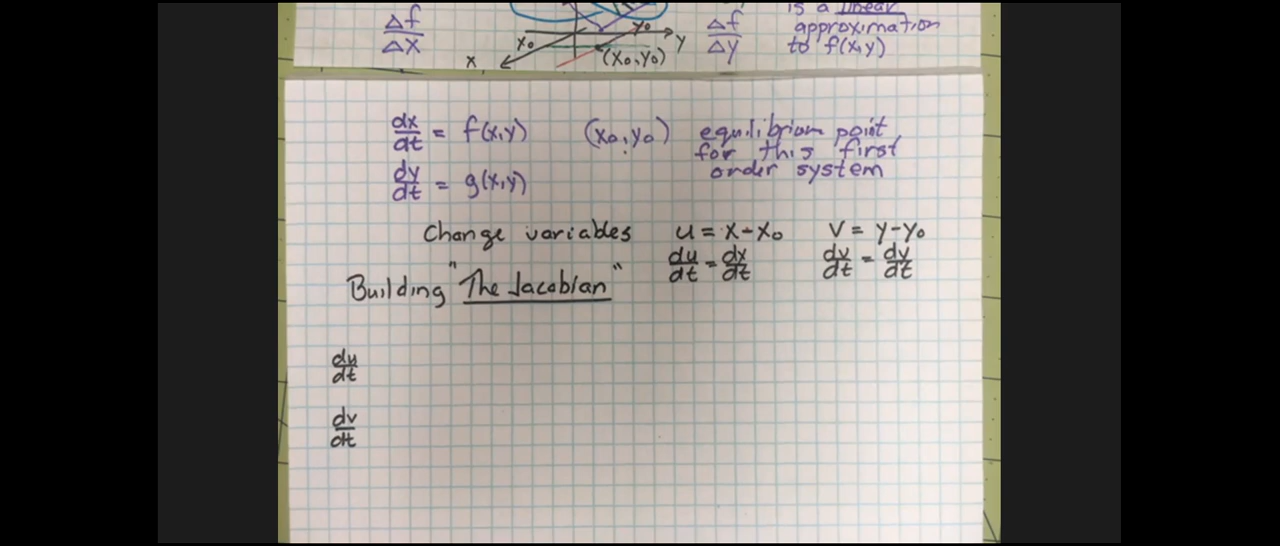 is a linear
Δf/Δx Δf/Δy approximation
x₀ y₀ y to f(x,y)
x (x₀,y₀)
dx/dt = f(x,y) (x₀,y₀) equilibrium point
for this first
dy/dt = g(x,y) order system
Change variables u = x-x₀ v = y-y₀
du/dt = dx/dt dv/dt = dy/dt
Building "The Jacobian"
du/dt
dv/dt